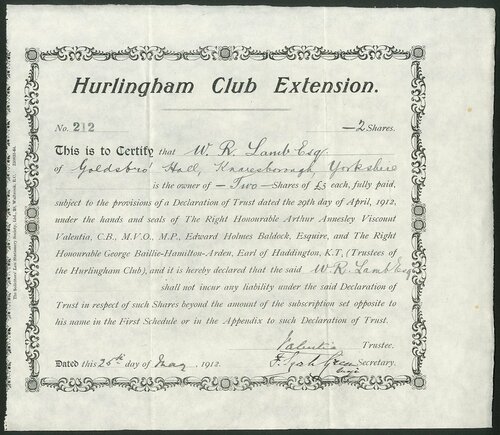 Hurlingham Club Extension.
No. 212 —2 Shares.
This is to Certify that W. R. Lamb Esq
of Goldsbro' Hall, Knaresborough, Yorkshire
is the owner of — Two — Shares of £5 each, fully paid,
subject to the provisions of a Declaration of Trust dated the 29th day of April, 1912,
under the hands and seals of The Right Honourable Arthur Annesley Viscount
Valentia, C.B., M.V.O., M.P., Edward Holmes Baldock, Esquire, and The Right
Honourable George Baillie-Hamilton-Arden, Earl of Haddington, K.T, (Trustees of
the Hurlingham Club), and it is hereby declared that the said W. R. Lamb Esq
shall not incur any liability under the said Declaration of
Trust in respect of such Shares beyond the amount of the subscription set opposite to
his name in the First Schedule or in the Appendix to such Declaration of Trust.
Valentia Trustee.
Dated this 25th day of May, 1912. Secretary.